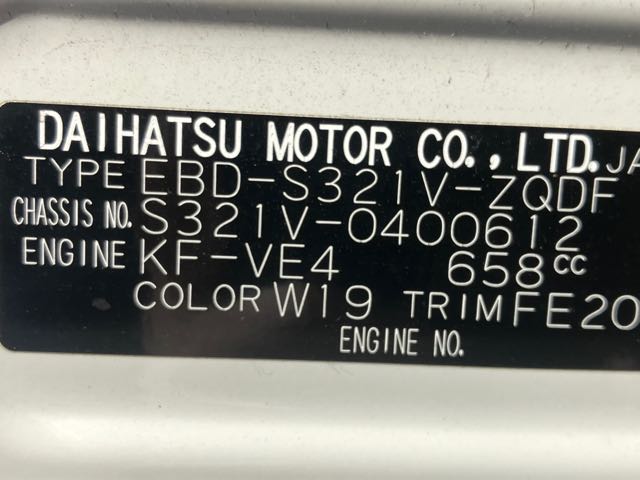 DAIHATSU MOTOR CO.,LTD. JA
TYPE EBD-S321V-ZQDF
CHASSIS NO. S321V-0400612
ENGINE KF-VE4 658cc
COLOR W19 TRIM FE20
ENGINE NO.